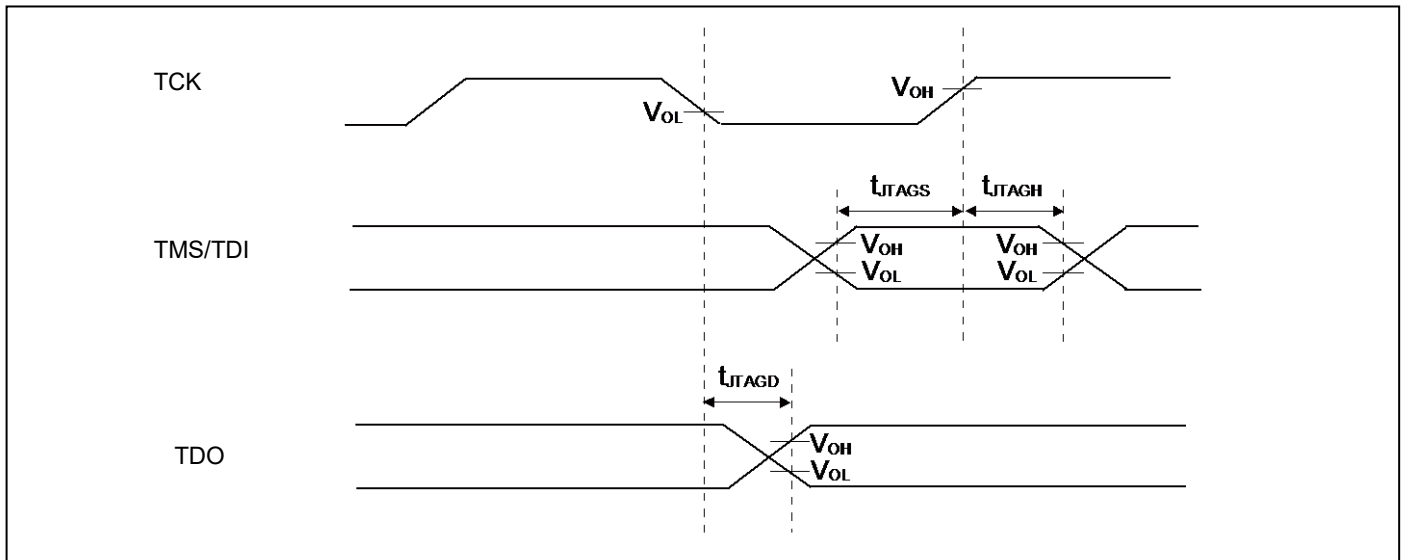 TCK
VOH
VOL
tJTAGS
tJTAGH
TMS/TDI
VOH
VOH
VOL
VOL
tJTAGD
TDO
VOH
VOL